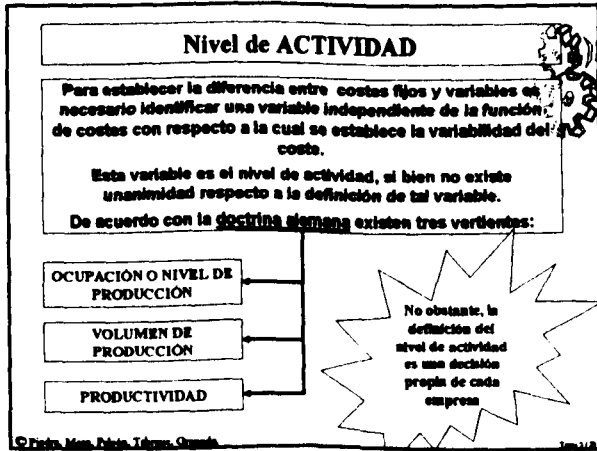 Nivel de ACTIVIDAD
Para establecer la diferencia entre costes fijos y variables es
necesario identificar una variable independiente de la función
de costes con respecto a la cual se establece la variabilidad del
coste.
Esta variable es el nivel de actividad, si bien no existe
unanimidad respecto a la definición de tal variable.
De acuerdo con la doctrina alemana existen tres vertientes:
OCUPACIÓN O NIVEL DE
PRODUCCIÓN
VOLUMEN DE
PRODUCCIÓN
PRODUCTIVIDAD
No obstante, la
definición del
nivel de actividad
es una decisión
propia de cada
empresa